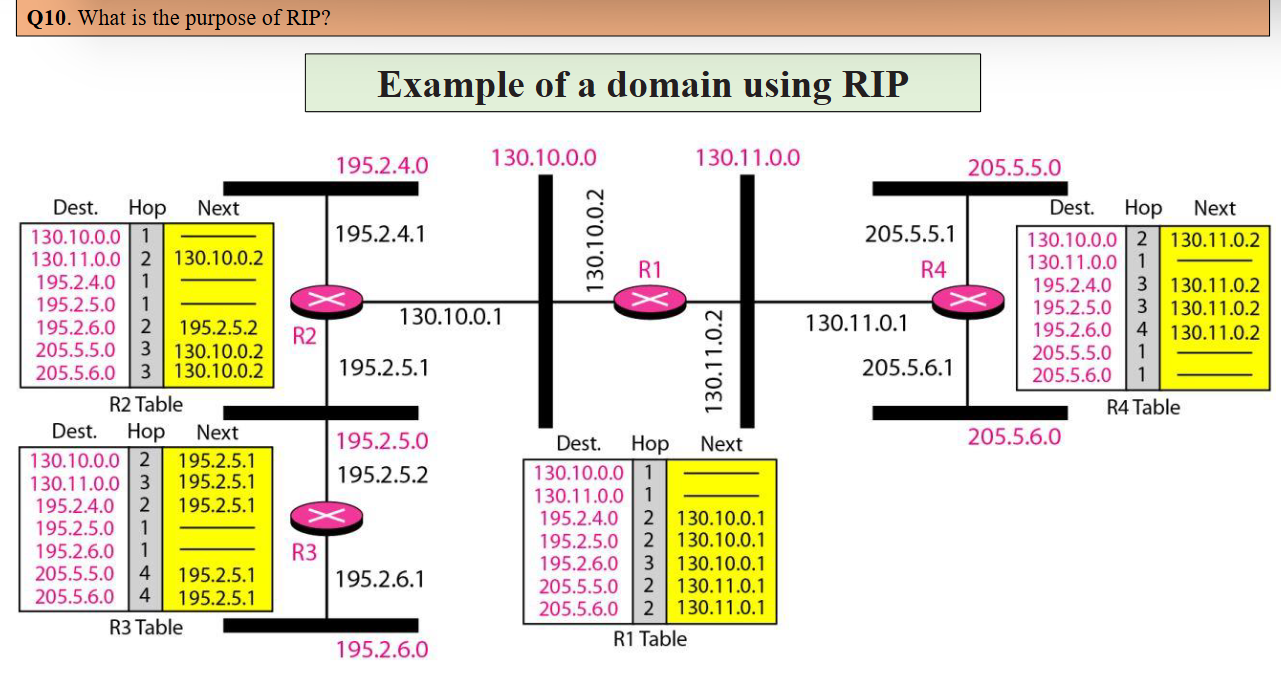 Q10. What is the purpose of RIP?
Example of a domain using RIP
195.2.4.0
130.10.0.0
130.11.0.0
205.5.5.0
Dest. Hop Next
130.10.0.0 1
130.11.0.0 2 130.10.0.2
195.2.4.0 1
195.2.5.0 1
195.2.6.0 2 195.2.5.2
205.5.5.0 3 130.10.0.2
205.5.6.0 3 130.10.0.2
R2 Table
195.2.4.1
R2
130.10.0.1
195.2.5.1
130.10.0.2
R1
130.11.0.2
205.5.5.1
R4
130.11.0.1
205.5.6.1
Dest. Hop Next
130.10.0.0 2 130.11.0.2
130.11.0.0 1
195.2.4.0 3 130.11.0.2
195.2.5.0 3 130.11.0.2
195.2.6.0 4 130.11.0.2
205.5.5.0 1
205.5.6.0 1
R4 Table
205.5.6.0
Dest. Hop Next
130.10.0.0 2 195.2.5.1
130.11.0.0 3 195.2.5.1
195.2.4.0 2 195.2.5.1
195.2.5.0 1
195.2.6.0 1
205.5.5.0 4 195.2.5.1
205.5.6.0 4 195.2.5.1
R3 Table
195.2.5.0
195.2.5.2
R3
195.2.6.1
195.2.6.0
Dest. Hop Next
130.10.0.0 1
130.11.0.0 1
195.2.4.0 2 130.10.0.1
195.2.5.0 2 130.10.0.1
195.2.6.0 3 130.10.0.1
205.5.5.0 2 130.11.0.1
205.5.6.0 2 130.11.0.1
R1 Table